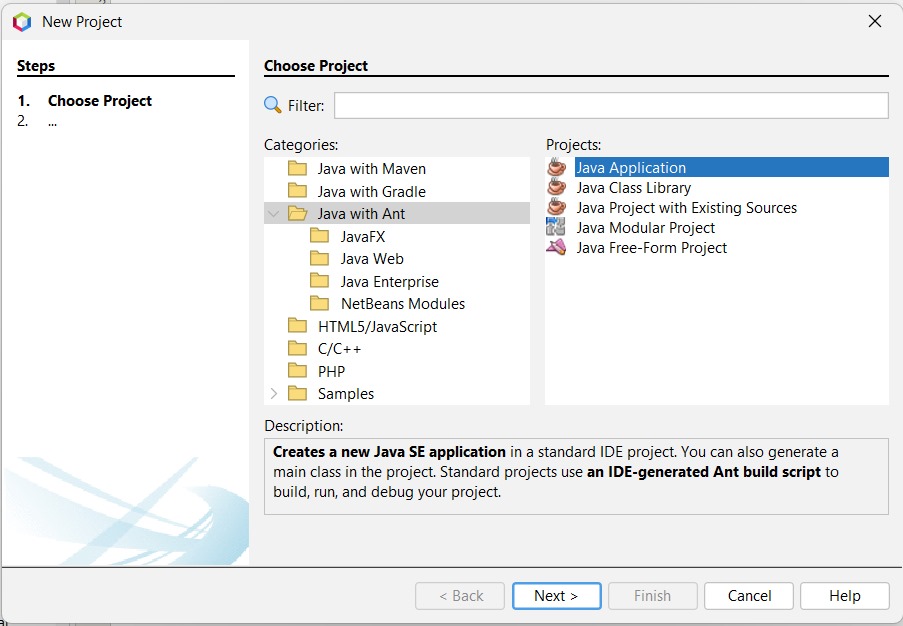 New Project
Steps
1. Choose Project
2. ...
Choose Project
Filter:
Categories:
Java with Maven
Java with Gradle
Java with Ant
JavaFX
Java Web
Java Enterprise
NetBeans Modules
HTML5/JavaScript
C/C++
PHP
Samples
Projects:
Java Application
Java Class Library
Java Project with Existing Sources
Java Modular Project
Java Free-Form Project
Description:
Creates a new Java SE application in a standard IDE project. You can also generate a
main class in the project. Standard projects use an IDE-generated Ant build script to
build, run, and debug your project.
< Back
Next >
Finish
Cancel
Help